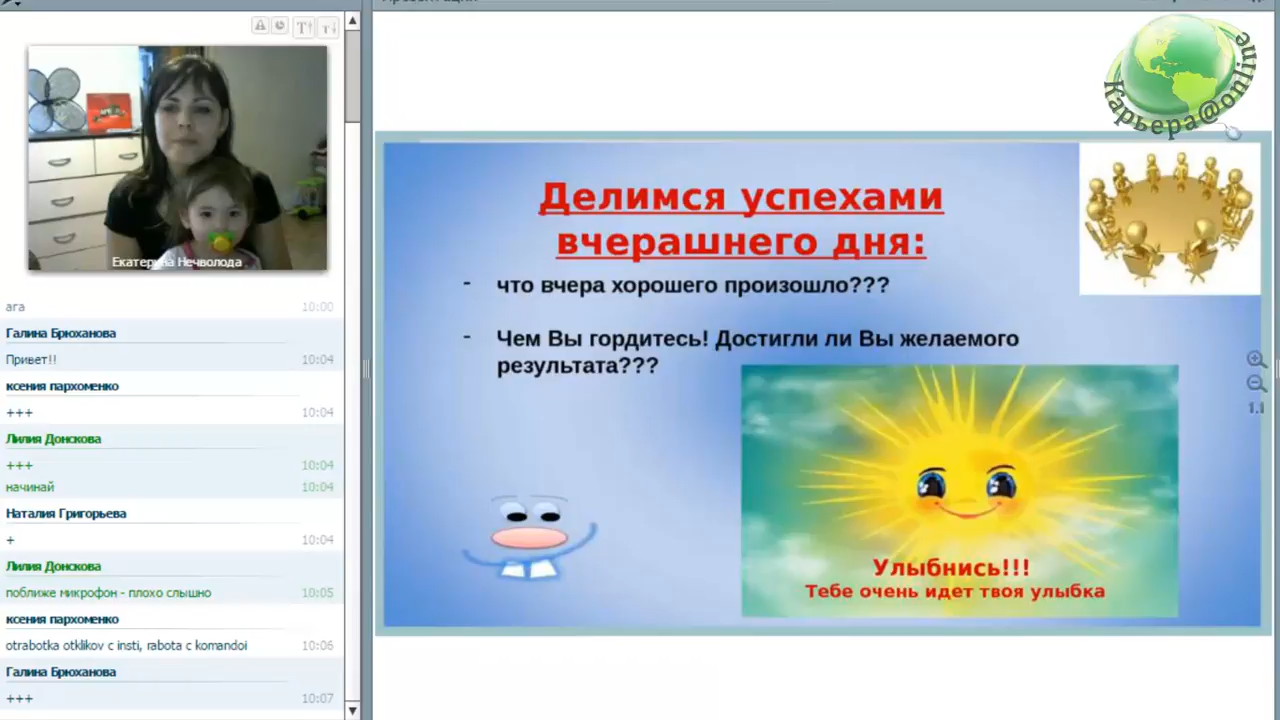 Екатерина Нечволода
ага 10:00
Галина Брюханова
Привет!! 10:04
ксения пархоменко
+++ 10:04
Лилия Донскова
+++ 10:04
начинай 10:04
Наталия Григорьева
+ 10:04
Лилия Донскова
поближе микрофон - плохо слышно 10:05
ксения пархоменко
otrabotka otklikov c insti, rabota c komandoi 10:06
Галина Брюханова
+++ 10:07
Карьера@online
Делимся успехами
вчерашнего дня:
- что вчера хорошего произошло???
- Чем Вы гордитесь! Достигли ли Вы желаемого
результата???
Улыбнись!!!
Тебе очень идет твоя улыбка
1.1